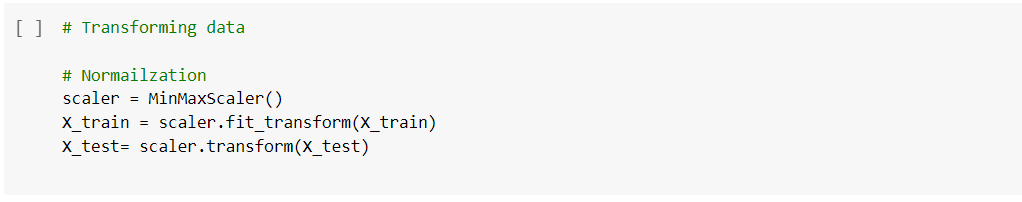 [ ] # Transforming data
# Normailzation
scaler = MinMaxScaler()
X_train = scaler.fit_transform(X_train)
X_test= scaler.transform(X_test)